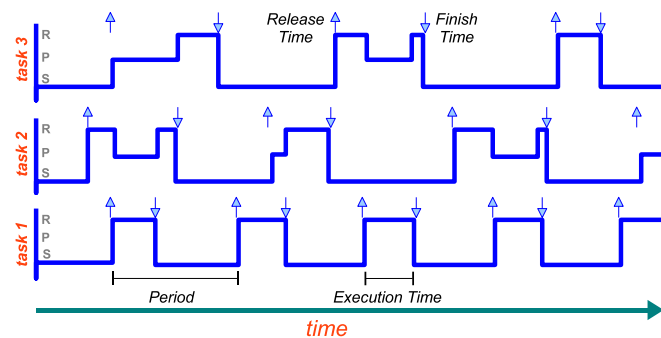 task 3
R
P
S
Release
Time
Finish
Time
task 2
R
P
S
task 1
R
P
S
Period
Execution Time
time